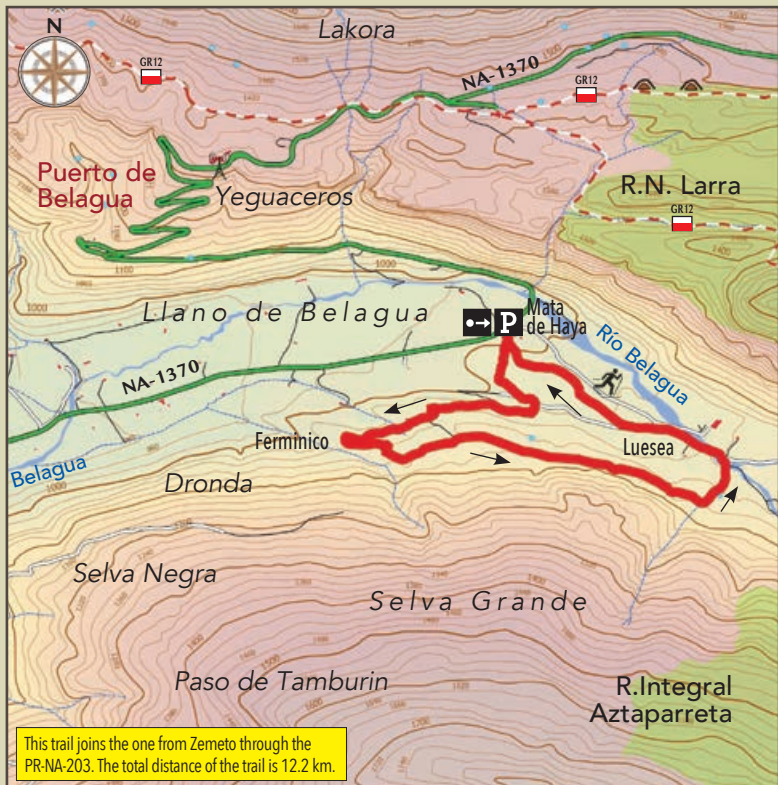 N
Lakora
GR12
NA-1370
GR12
Puerto de
Belagua
Yeguaceros
R.N. Larra
GR12
Llano de Belagua
P
Mata
de Haya
Río Belagua
NA-1370
Ferminico
Luesea
Belagua
Dronda
Selva Negra
Selva Grande
Paso de Tamburin
R.Integral
Aztaparreta
This trail joins the one from Zemeto through the
PR-NA-203. The total distance of the trail is 12.2 km.